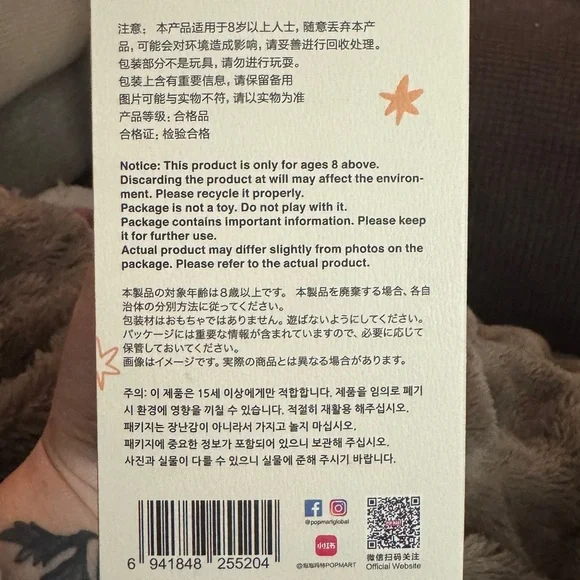 注意：本产品适用于8岁以上人士，随意丢弃本产
品，可能会对环境造成影响，请妥善进行回收处理。
包装部分不是玩具，请勿进行玩耍。
包装上含有重要信息，请保留备用
图片可能与实物不符，请以实物为准
产品等级：合格品
合格证：检验合格
Notice: This product is only for ages 8 above.
Discarding the product at will may affect the environ-
ment. Please recycle it properly.
Package is not a toy. Do not play with it.
Package contains important information. Please keep
it for further use.
Actual product may differ slightly from photos on the
package. Please refer to the actual product.
本製品の対象年齢は8歳以上です。 本製品を廃棄する場合、各自
治体の分別方法に従ってください。
包装材はおもちゃではありません。遊ばないようにしてください。
パッケージには重要な情報が含まれていますので、必要に応じて
保管しておいてください。
画像はイメージです。実際の商品とは異なる場合があります。
주의: 이 제품은 15세 이상에게만 적합합니다. 제품을 임의로 폐기
시 환경에 영향을 끼칠 수 있습니다. 적절히 재활용 해주십시오.
패키지는 장난감이 아니라서 가지고 놀지 마십시오.
패키지에 중요한 정보가 포함되어 있으니 보관해 주십시오.
사진과 실물이 다를 수 있으니 실물에 준해 주시기 바랍니다.
@popmartglobal
小红书
@泡泡玛特POPMART
微信扫码关注
Official Website
6 941848 255204